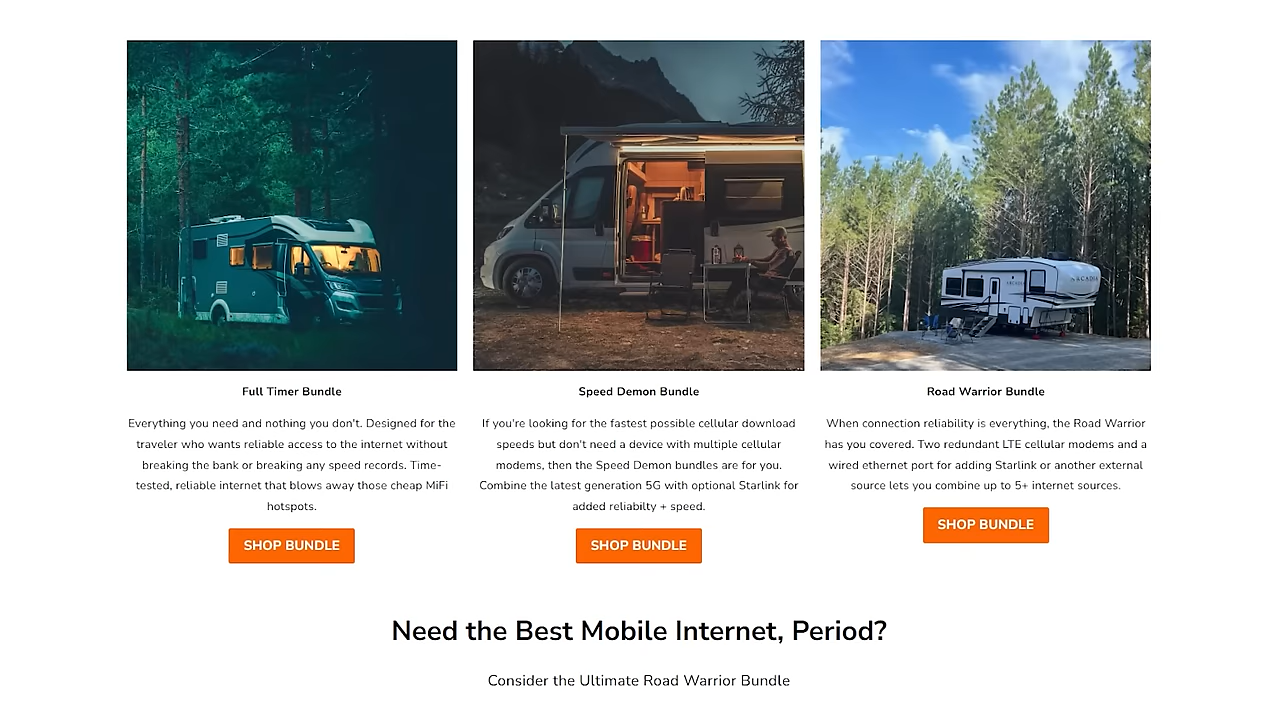 Full Timer Bundle
Everything you need and nothing you don't. Designed for the
traveler who wants reliable access to the internet without
breaking the bank or breaking any speed records. Time-
tested, reliable internet that blows away those cheap MiFi
hotspots.
SHOP BUNDLE
Speed Demon Bundle
If you're looking for the fastest possible cellular download
speeds but don't need a device with multiple cellular
modems, then the Speed Demon bundles are for you.
Combine the latest generation 5G with optional Starlink for
added reliabilty + speed.
SHOP BUNDLE
Road Warrior Bundle
When connection reliability is everything, the Road Warrior
has you covered. Two redundant LTE cellular modems and a
wired ethernet port for adding Starlink or another external
source lets you combine up to 5+ internet sources.
SHOP BUNDLE
Need the Best Mobile Internet, Period?
Consider the Ultimate Road Warrior Bundle